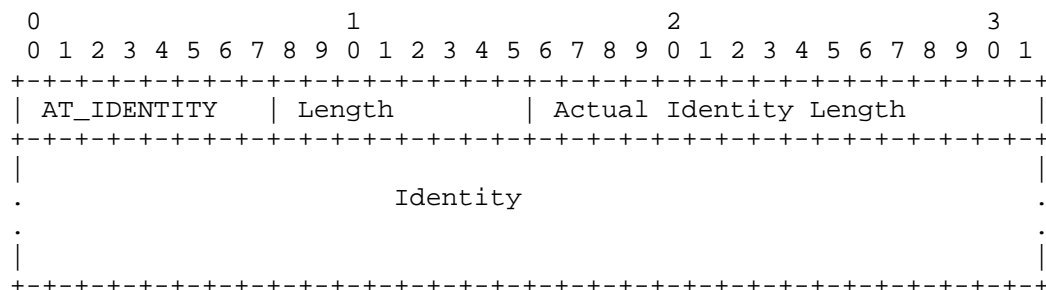 0                   1                   2                   3
 0 1 2 3 4 5 6 7 8 9 0 1 2 3 4 5 6 7 8 9 0 1 2 3 4 5 6 7 8 9 0 1
+-+-+-+-+-+-+-+-+-+-+-+-+-+-+-+-+-+-+-+-+-+-+-+-+-+-+-+-+-+-+-+-+
| AT_IDENTITY   | Length        | Actual Identity Length        |
+-+-+-+-+-+-+-+-+-+-+-+-+-+-+-+-+-+-+-+-+-+-+-+-+-+-+-+-+-+-+-+-+
|                                                               |
.                       Identity                                .
.                                                               .
|                                                               |
+-+-+-+-+-+-+-+-+-+-+-+-+-+-+-+-+-+-+-+-+-+-+-+-+-+-+-+-+-+-+-+-+